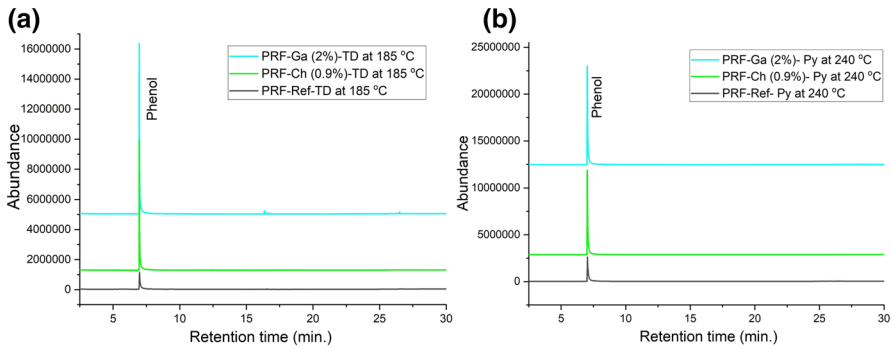 (a)
16000000
14000000
12000000
10000000
8000000
6000000
4000000
2000000
0
Abundance
Phenol
PRF-Ga (2%)-TD at 185 °C
PRF-Ch (0.9%)-TD at 185 °C
PRF-Ref-TD at 185 °C
5
10
15
20
25
30
Retention time (min.)
(b)
25000000
20000000
15000000
10000000
5000000
0
Abundance
Phenol
PRF-Ga (2%)- Py at 240 °C
PRF-Ch (0.9%)- Py at 240 °C
PRF-Ref- Py at 240 °C
5
10
15
20
25
30
Retention time (min.)